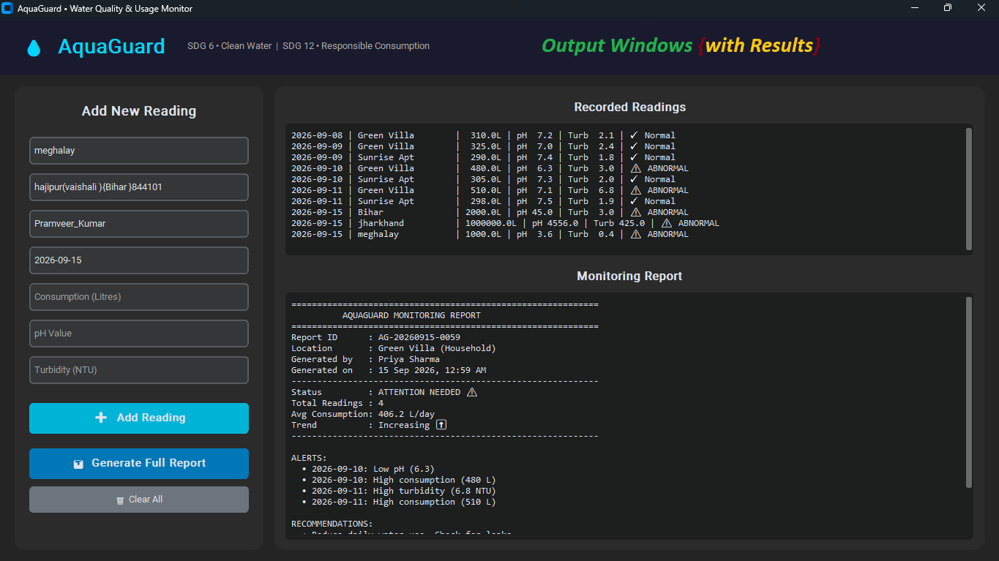 AquaGuard • Water Quality & Usage Monitor
AquaGuard
SDG 6 • Clean Water | SDG 12 • Responsible Consumption
Output Windows {with Results}
Add New Reading
meghalay
hajipur(vaishali ){Bihar }844101
Pramveer_Kumar
2026-09-15
Consumption (Litres)
pH Value
Turbidity (NTU)
+ Add Reading
Generate Full Report
Clear All
Recorded Readings
2026-09-08 | Green Villa | 310.0L | pH 7.2 | Turb 2.1 | ✓ Normal
2026-09-09 | Green Villa | 325.0L | pH 7.0 | Turb 2.4 | ✓ Normal
2026-09-09 | Sunrise Apt | 290.0L | pH 7.4 | Turb 1.8 | ✓ Normal
2026-09-10 | Green Villa | 480.0L | pH 6.3 | Turb 3.0 | ⚠ ABNORMAL
2026-09-10 | Sunrise Apt | 305.0L | pH 7.3 | Turb 2.0 | ✓ Normal
2026-09-11 | Green Villa | 510.0L | pH 7.1 | Turb 6.8 | ⚠ ABNORMAL
2026-09-11 | Sunrise Apt | 298.0L | pH 7.5 | Turb 1.9 | ✓ Normal
2026-09-15 | Bihar | 2000.0L | pH 45.0 | Turb 3.0 | ⚠ ABNORMAL
2026-09-15 | jharkhand | 1000000.0L | pH 4556.0 | Turb 425.0 | ⚠ ABNORMAL
2026-09-15 | meghalay | 1000.0L | pH 3.6 | Turb 0.4 | ⚠ ABNORMAL
Monitoring Report
============================================================
AQUAGUARD MONITORING REPORT
============================================================
Report ID : AG-20260915-0059
Location : Green Villa (Household)
Generated by : Priya Sharma
Generated on : 15 Sep 2026, 12:59 AM
------------------------------------------------------------
Status : ATTENTION NEEDED ⚠
Total Readings : 4
Avg Consumption: 406.2 L/day
Trend : Increasing ⬆
------------------------------------------------------------
ALERTS:
• 2026-09-10: Low pH (6.3)
• 2026-09-10: High consumption (480 L)
• 2026-09-11: High turbidity (6.8 NTU)
• 2026-09-11: High consumption (510 L)
RECOMMENDATIONS:
• Reduce daily water use. Check for leaks.